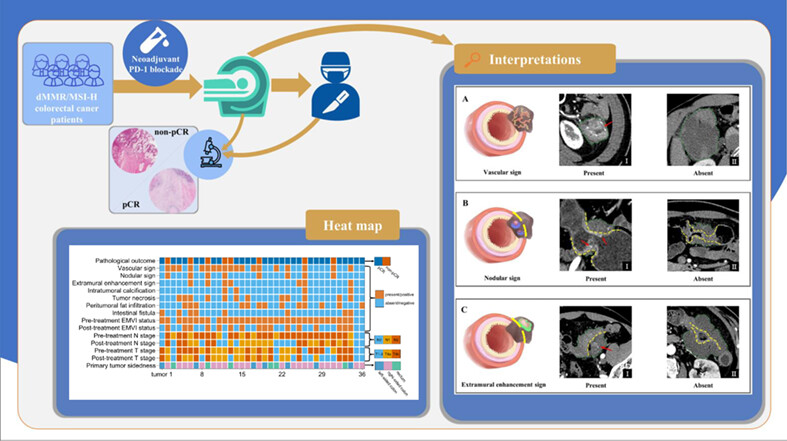 Neoadjuvant
PD-1 blockade
dMMR/MSI-H
colorectal caner
patients
non-pCR
pCR
Interpretations
A
I
II
Vascular sign
Present
Absent
B
I
II
Nodular sign
Present
Absent
C
I
II
Extramural enhancement sign
Present
Absent
Heat map
Pathological outcome
Vascular sign
Nodular sign
Extramural enhancement sign
Intratumoral calcification
Tumor necrosis
Peritumoral fat infiltration
Intestinal fistula
Pre-treatment EMVI status
Post-treatment EMVI status
Pre-treatment N stage
Post-treatment N stage
Pre-treatment T stage
Post-treatment T stage
Primary tumor sidedness
tumor 1 8 15 22 29 36
pCR
non-pCR
present/positive
absent/negative